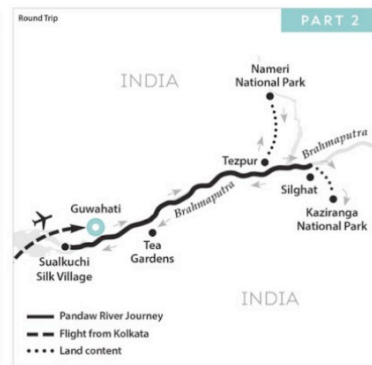 Round Trip
PART 2
INDIA
Nameri
National Park
Tezpur
Brahmaputra
Guwahati
Brahmaputra
Silghat
Kaziranga
National Park
Tea
Gardens
Sualkuchi
Silk Village
INDIA
Pandaw River Journey
Flight from Kolkata
Land content